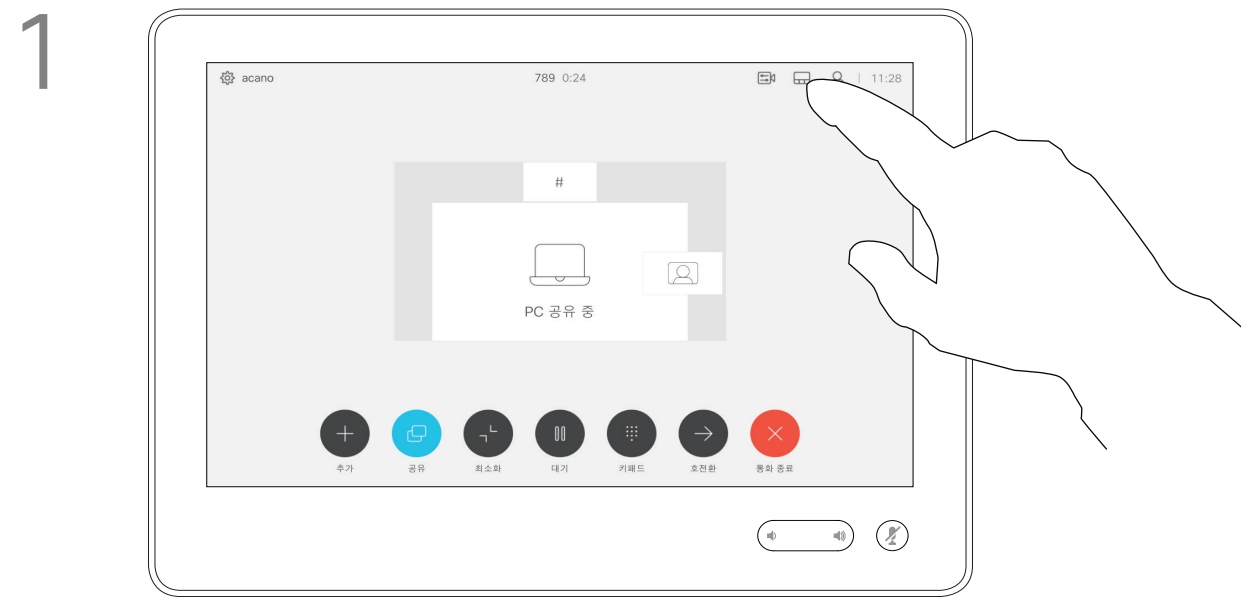 1
acano
789 0:24
11:28
#
PC 공유 중
추가
공유
최소화
대기
키패드
호전환
통화 종료